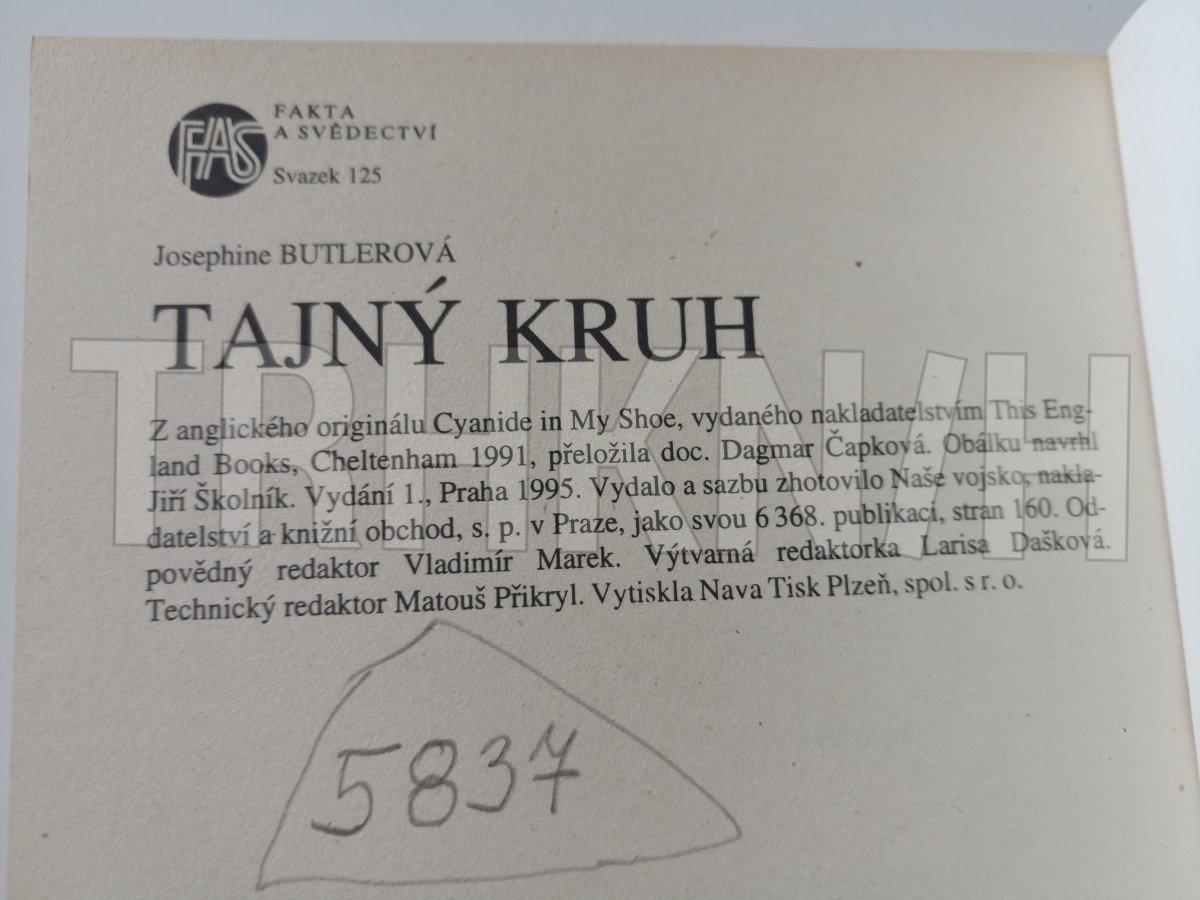 FAS
FAKTA
A SVĚDECTVÍ
Svazek 125
Josephine BUTLEROVÁ
TAJNÝ KRUH
Z anglického originálu Cyanide in My Shoe, vydaného nakladatelstvím This Eng-
land Books, Cheltenham 1991, přeložila doc. Dagmar Čapková. Obálku navrhl
Jiří Školník. Vydání 1., Praha 1995. Vydalo a sazbu zhotovilo Naše vojsko, nakla-
datelství a knižní obchod, s. p. v Praze, jako svou 6 368. publikaci, stran 160. Od-
povědný redaktor Vladimír Marek. Výtvarná redaktorka Larisa Dašková.
Technický redaktor Matouš Přikryl. Vytiskla Nava Tisk Plzeň, spol. s r. o.
TRHKNIH
5837